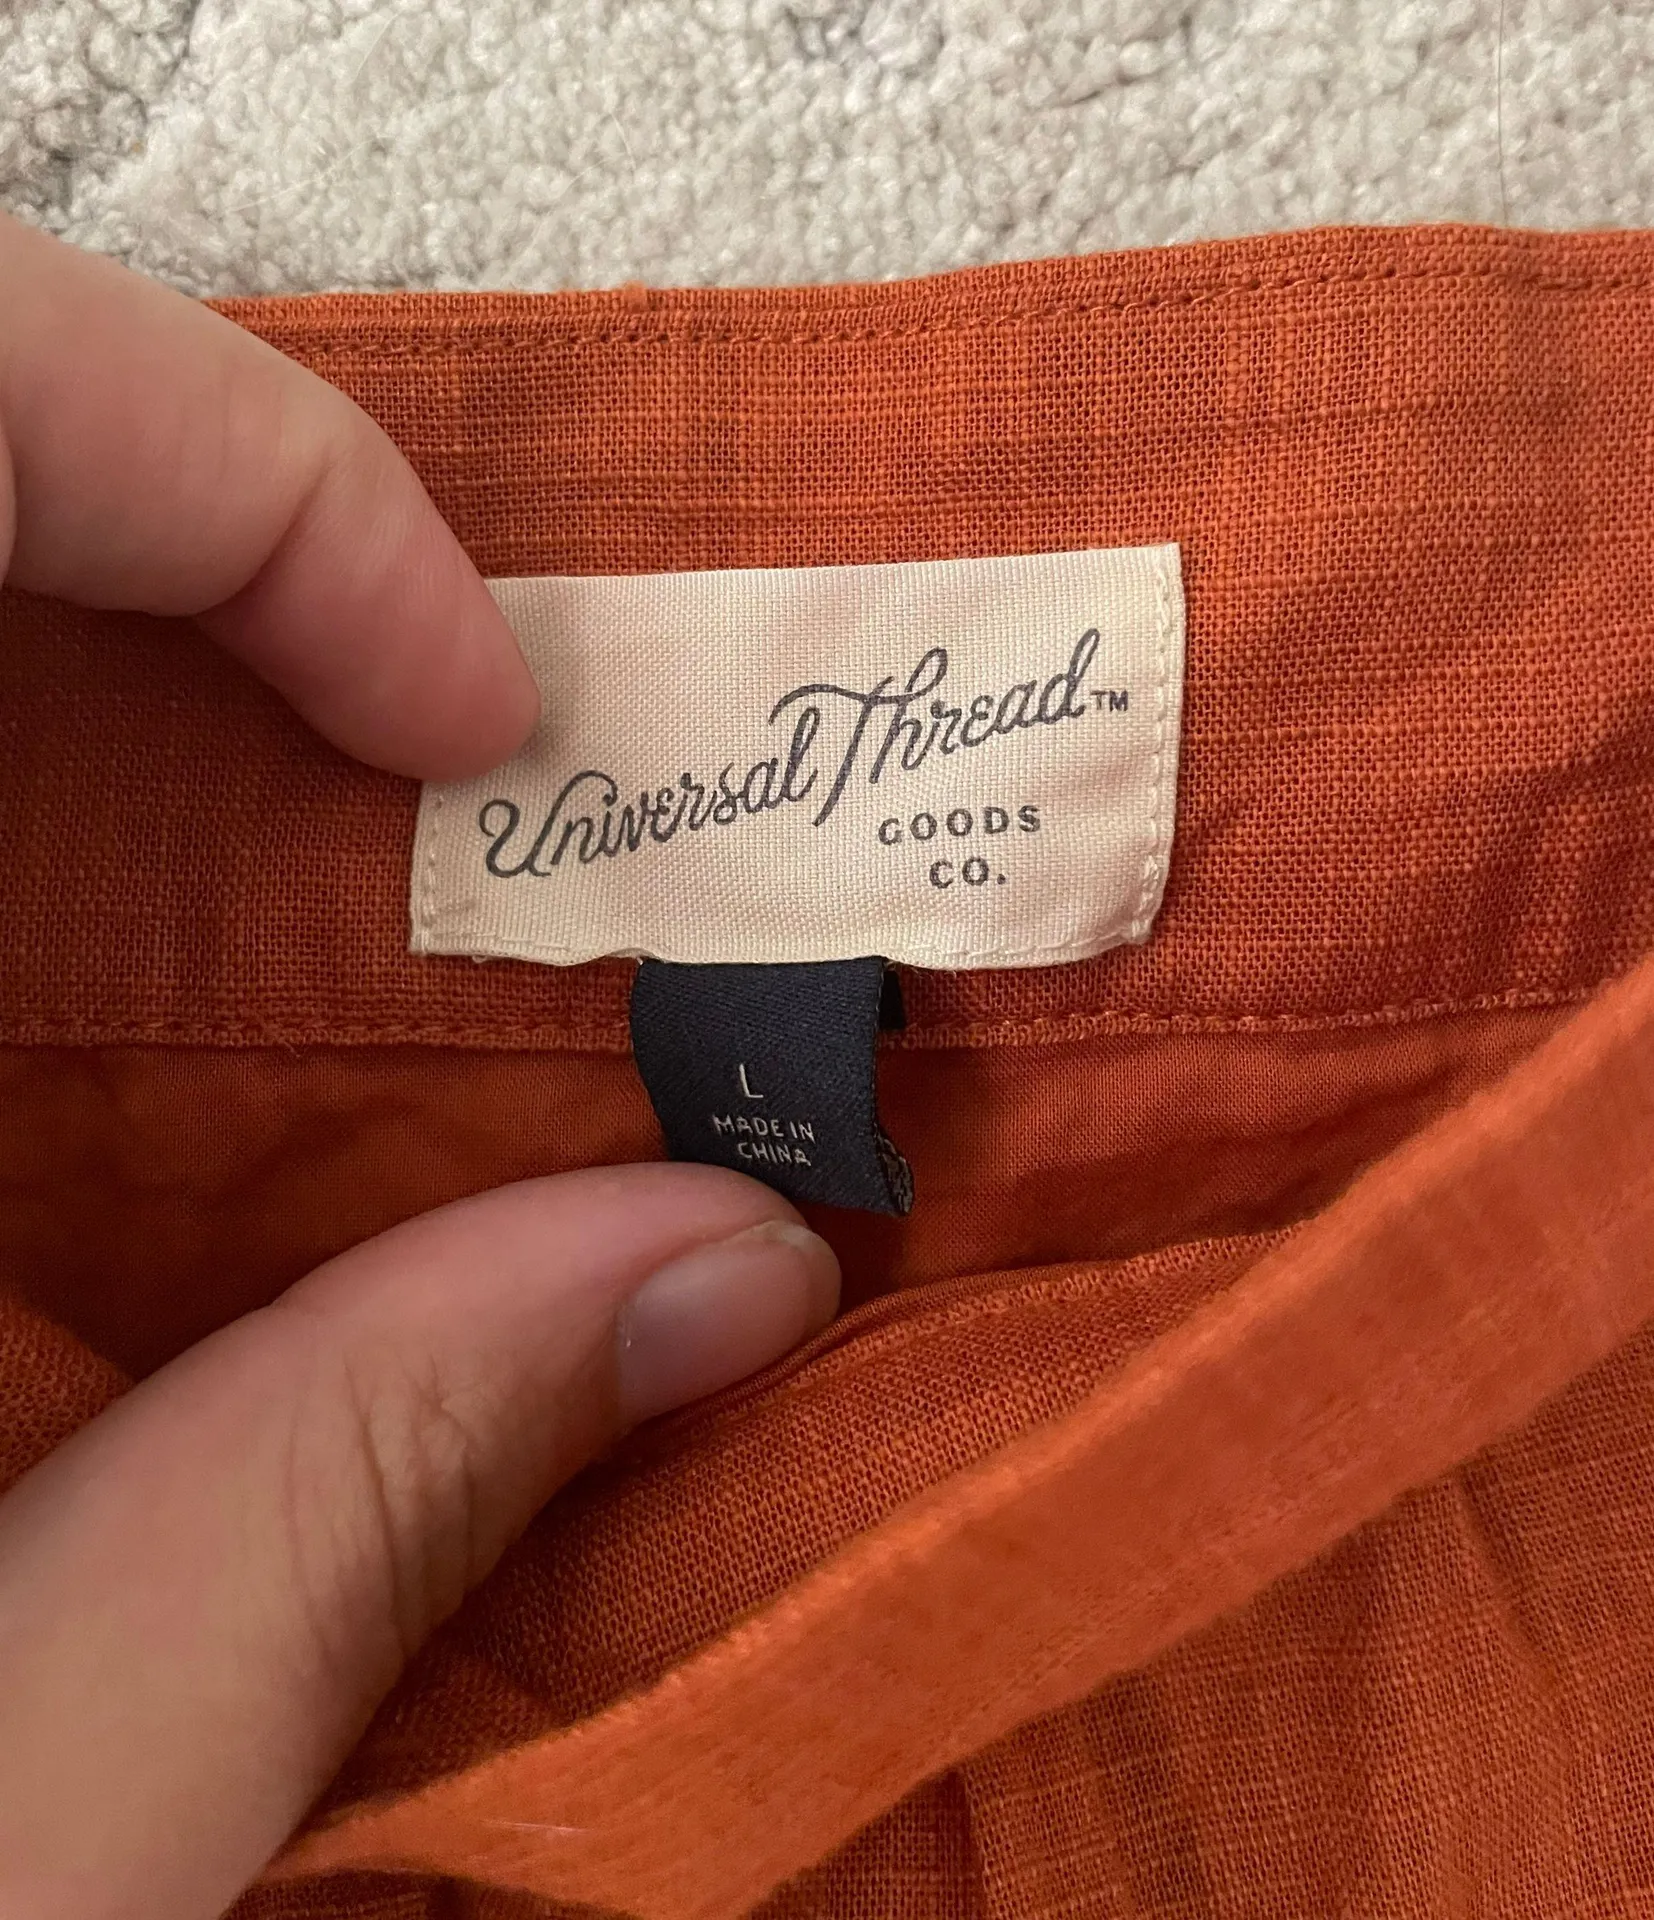 Universal Thread™
GOODS
CO.
L
MADE IN
CHINA